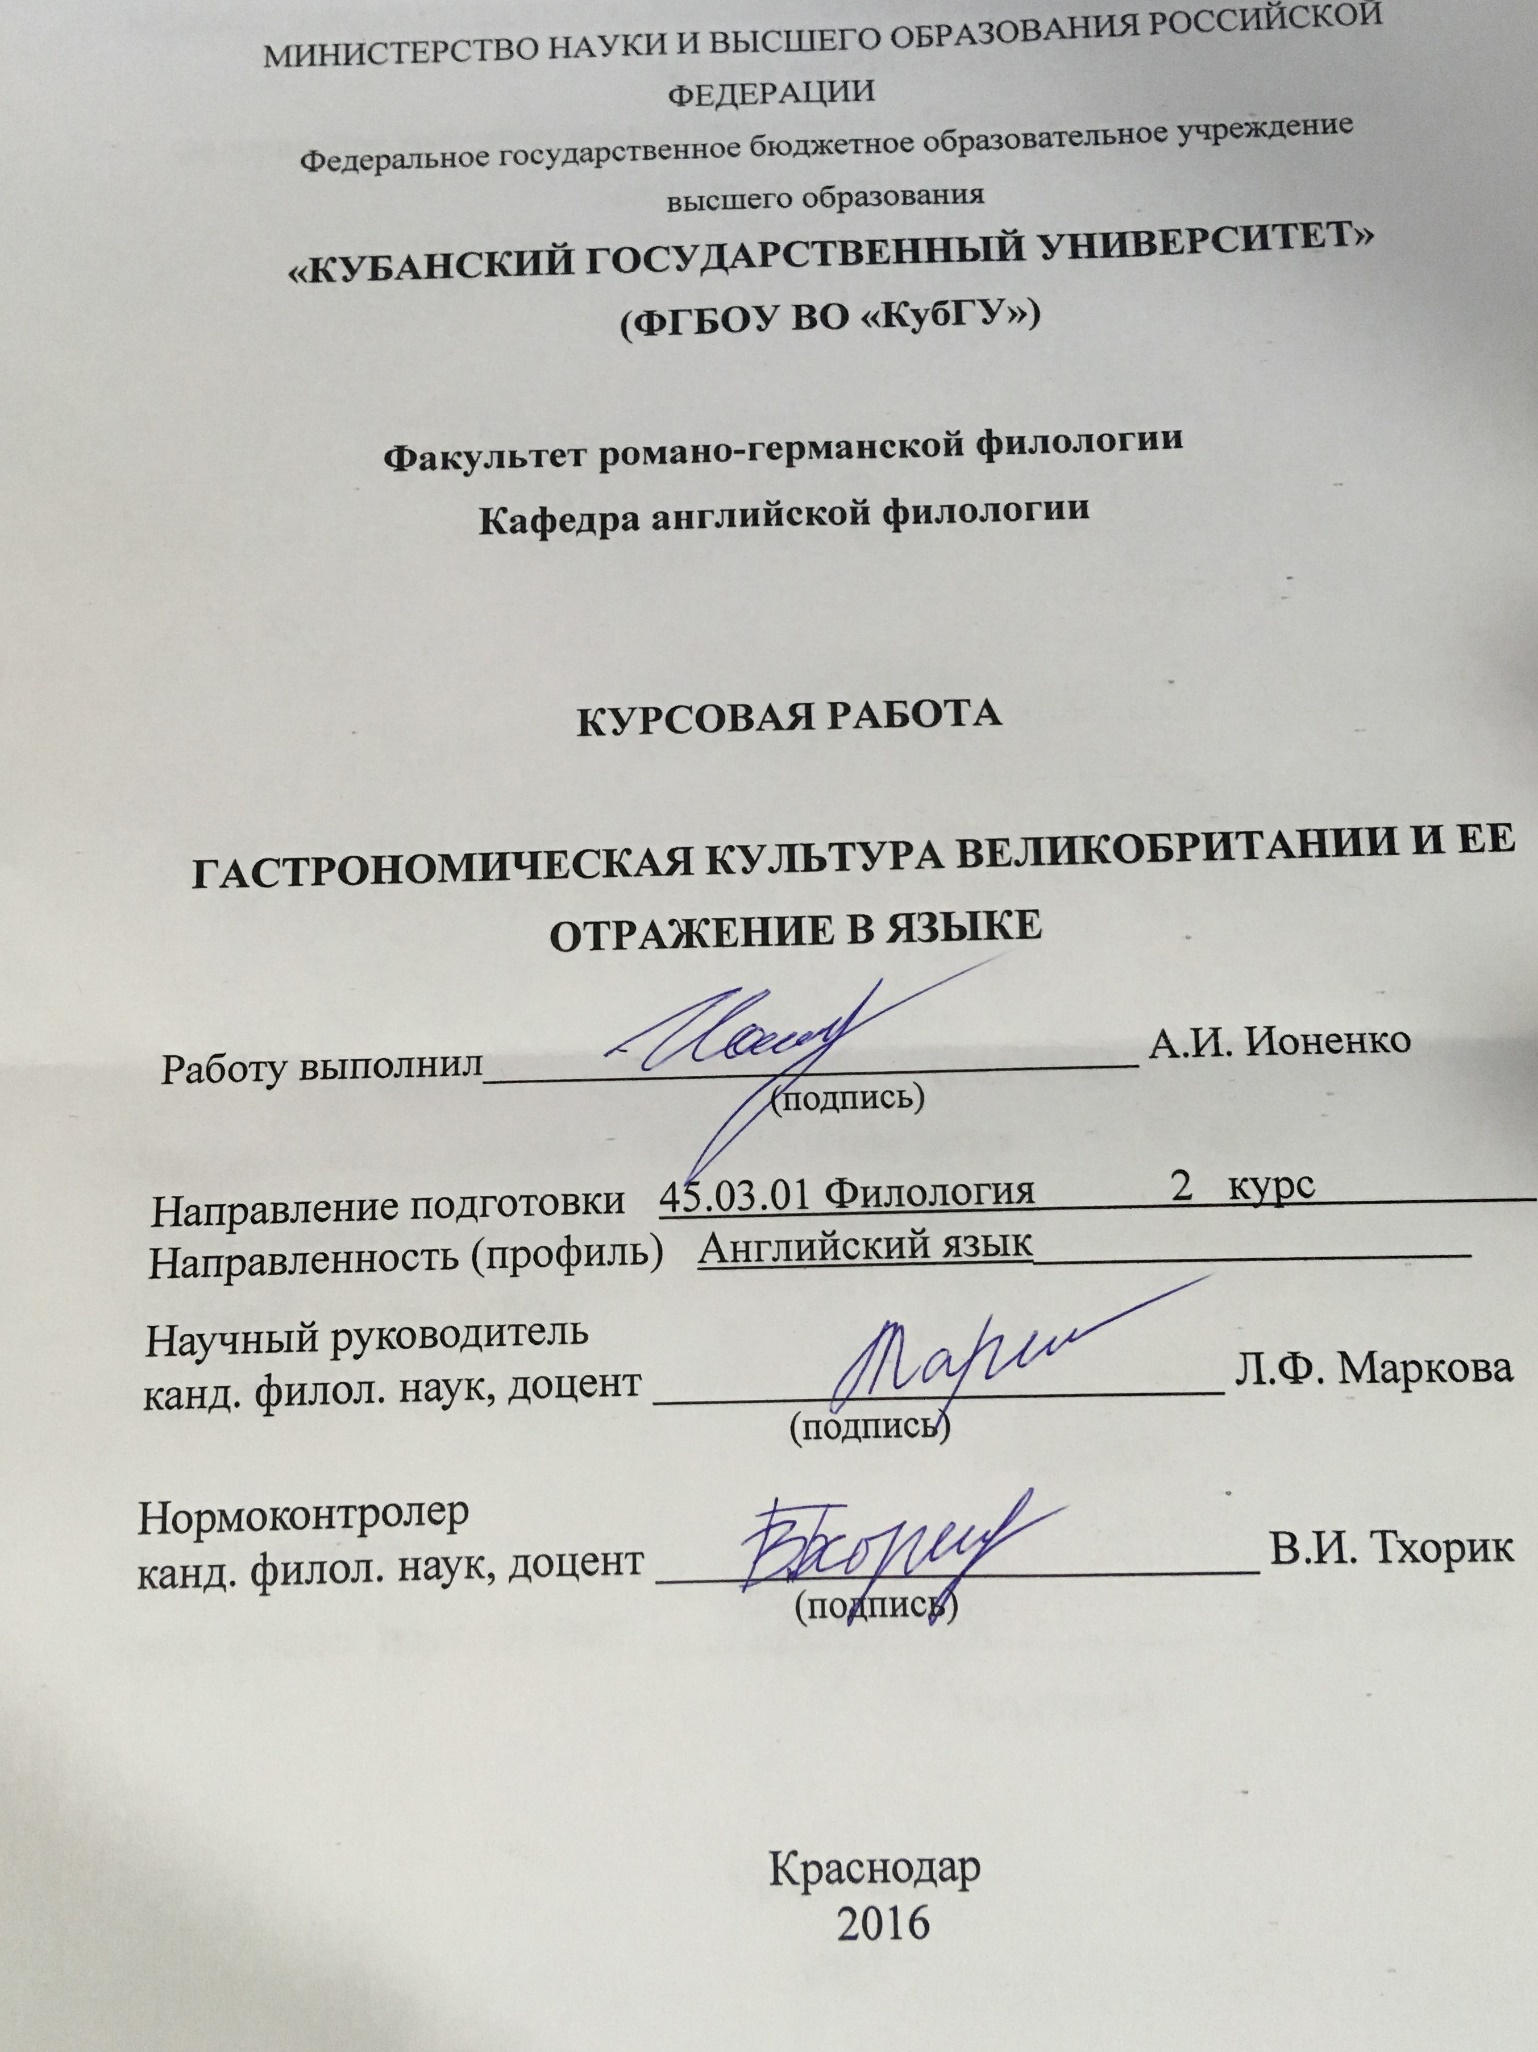 МИНИСТЕРСТВО НАУКИ И ВЫСШЕГО ОБРАЗОВАНИЯ РОССИЙСКОЙ
ФЕДЕРАЦИИ
Федеральное государственное бюджетное образовательное учреждение
высшего образования
«КУБАНСКИЙ ГОСУДАРСТВЕННЫЙ УНИВЕРСИТЕТ»
(ФГБОУ ВО «КубГУ»)
Факультет романо-германской филологии
Кафедра английской филологии
КУРСОВАЯ РАБОТА
ГАСТРОНОМИЧЕСКАЯ КУЛЬТУРА ВЕЛИКОБРИТАНИИ И ЕЕ
ОТРАЖЕНИЕ В ЯЗЫКЕ
Работу выполнил А.И. Ионенко
(подпись)
Направление подготовки 45.03.01 Филология 2 курс
Направленность (профиль) Английский язык
Научный руководитель
канд. филол. наук, доцент Л.Ф. Маркова
(подпись)
Нормоконтролер
канд. филол. наук, доцент В.И. Тхорик
(подпись)
Краснодар
2016